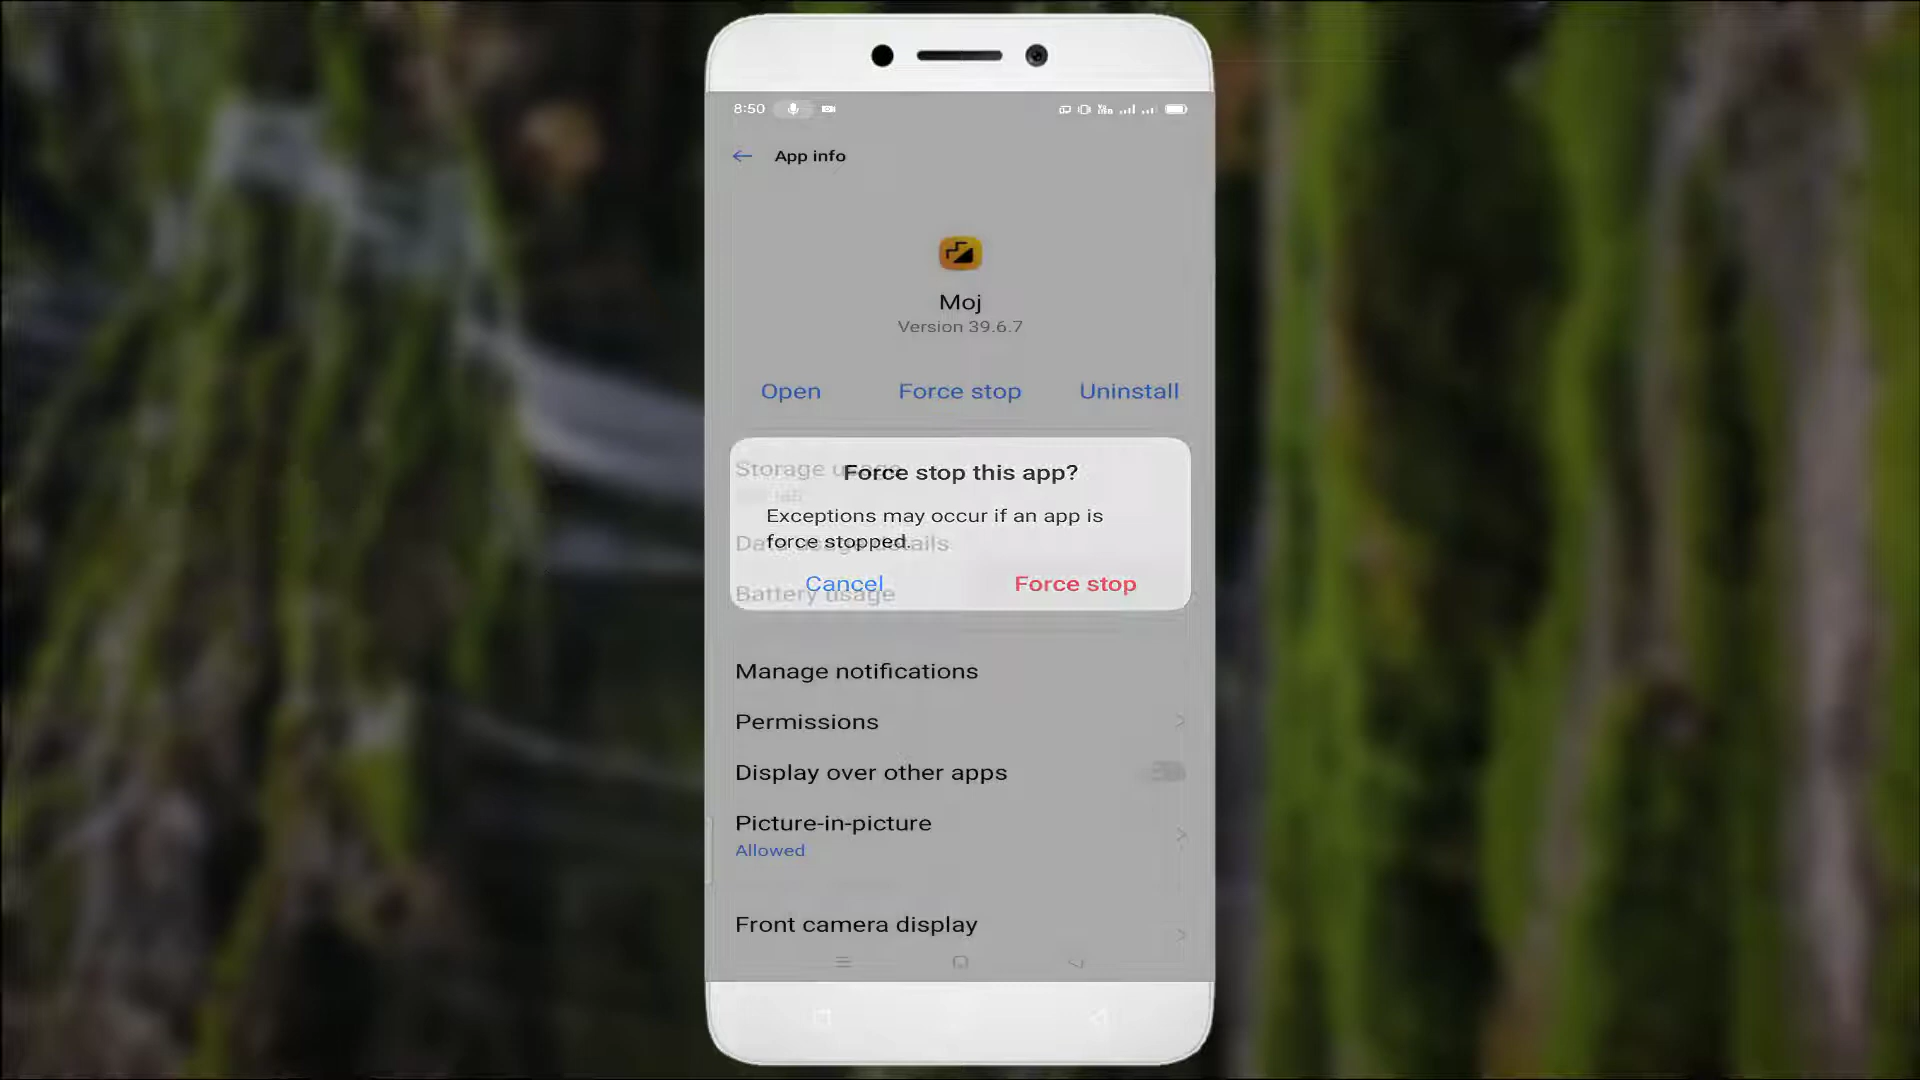 8:50
App info
Moj
Version 39.6.7
Open
Force stop
Uninstall
Storage usage
Force stop this app?
Exceptions may occur if an app is
force stopped.
Data usage details
Cancel
Force stop
Battery usage
Manage notifications
Permissions
Display over other apps
Picture-in-picture
Allowed
Front camera display